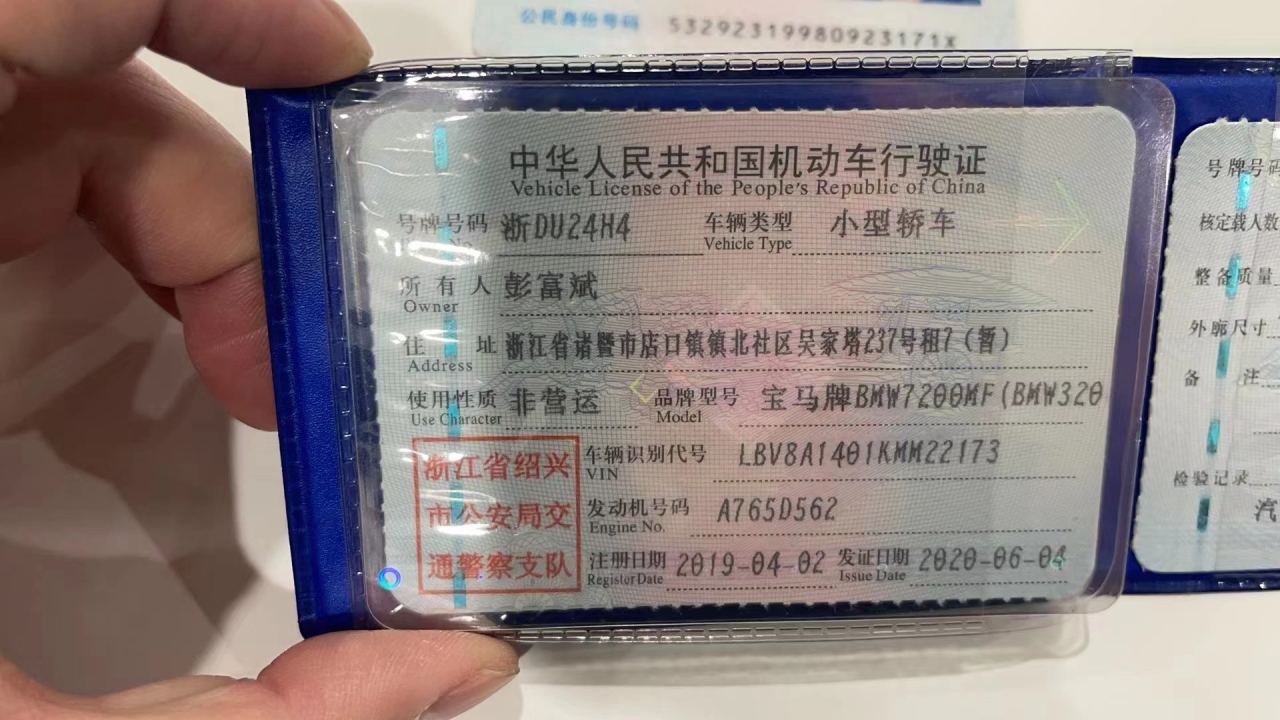 公民身份号码 53292319980923171X
中华人民共和国机动车行驶证
Vehicle License of the People's Republic of China
号牌号码 浙DU24H4 车辆类型 小型轿车
No. Vehicle Type
所有人 彭富斌
Owner
住址 浙江省诸暨市店口镇镇北社区吴家塔237号租7(暂)
Address
使用性质 非营运 品牌型号 宝马牌BMW7200MF(BMW320
Use Character Model
浙江省绍兴
市公安局交
通警察支队
车辆识别代号 LBV8A1401KMM22173
VIN
发动机号码 A765D562
Engine No.
注册日期 2019-04-02 发证日期 2020-06-04
Register Date Issue Date
号牌号码
核定载人数
整备质量
外廓尺寸
备注
检验记录
汽